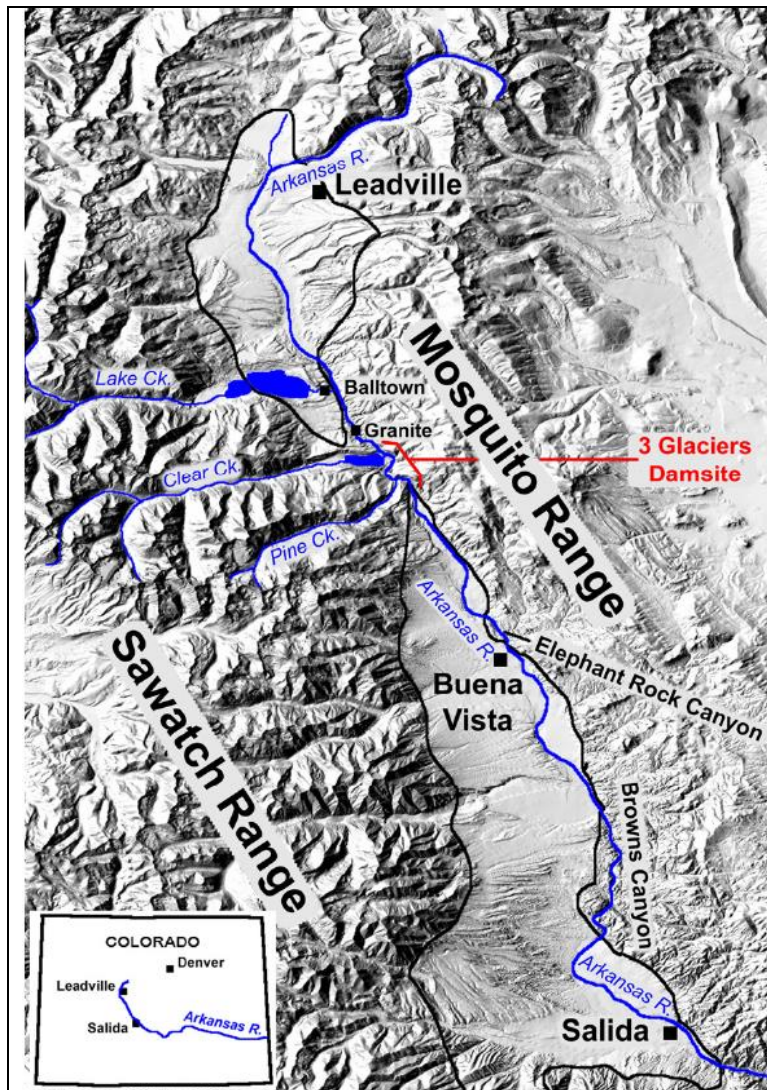 Arkansas R.
Leadville
Lake Ck.
Balltown
Granite
Mosquito Range
3 Glaciers
Damsite
Clear Ck.
Pine Ck.
Arkansas R.
Elephant Rock Canyon
Buena
Vista
Sawatch Range
Browns Canyon
Arkansas R.
Salida
COLORADO
Denver
Leadville
Salida
Arkansas R.